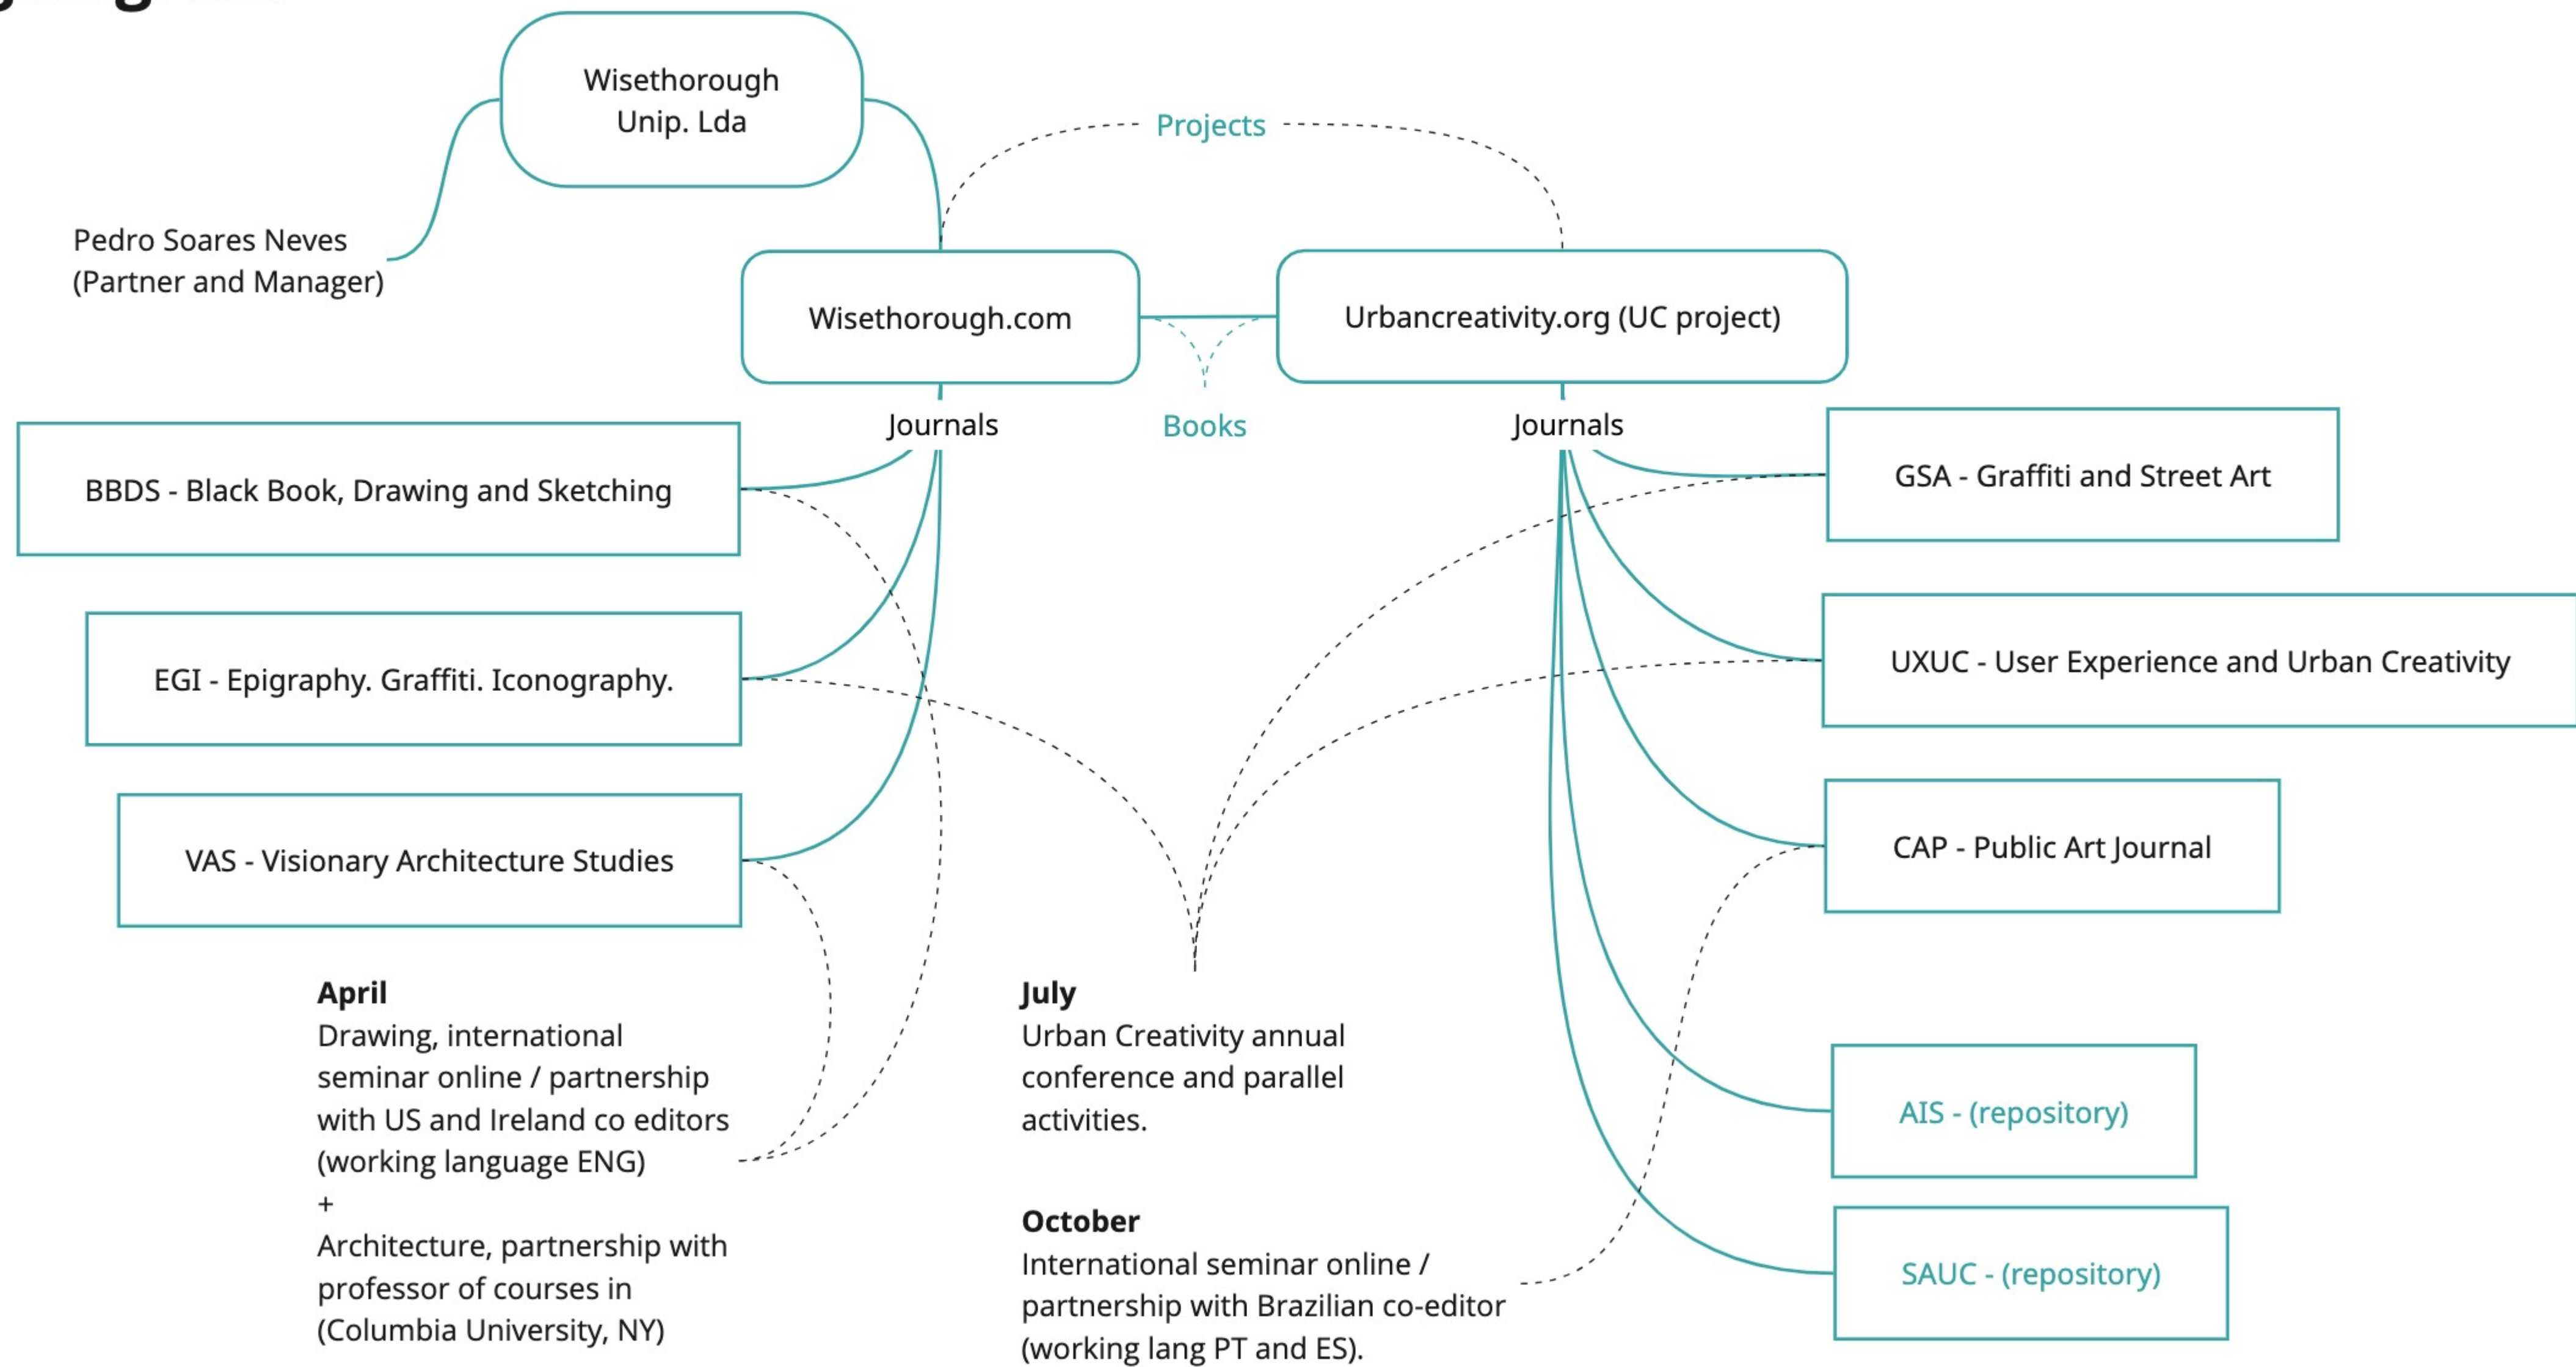 Wisethorough
Unip. Lda
Projects
Pedro Soares Neves
(Partner and Manager)
Wisethorough.com
Urbancreativity.org (UC project)
Journals
Books
Journals
BBDS - Black Book, Drawing and Sketching
EGI - Epigraphy. Graffiti. Iconography.
VAS - Visionary Architecture Studies
GSA - Graffiti and Street Art
UXUC - User Experience and Urban Creativity
CAP - Public Art Journal
AIS - (repository)
SAUC - (repository)
April
Drawing, international
seminar online / partnership
with US and Ireland co editors
(working language ENG)
+
Architecture, partnership with
professor of courses in
(Columbia University, NY)
July
Urban Creativity annual
conference and parallel
activities.
October
International seminar online /
partnership with Brazilian co-editor
(working lang PT and ES).